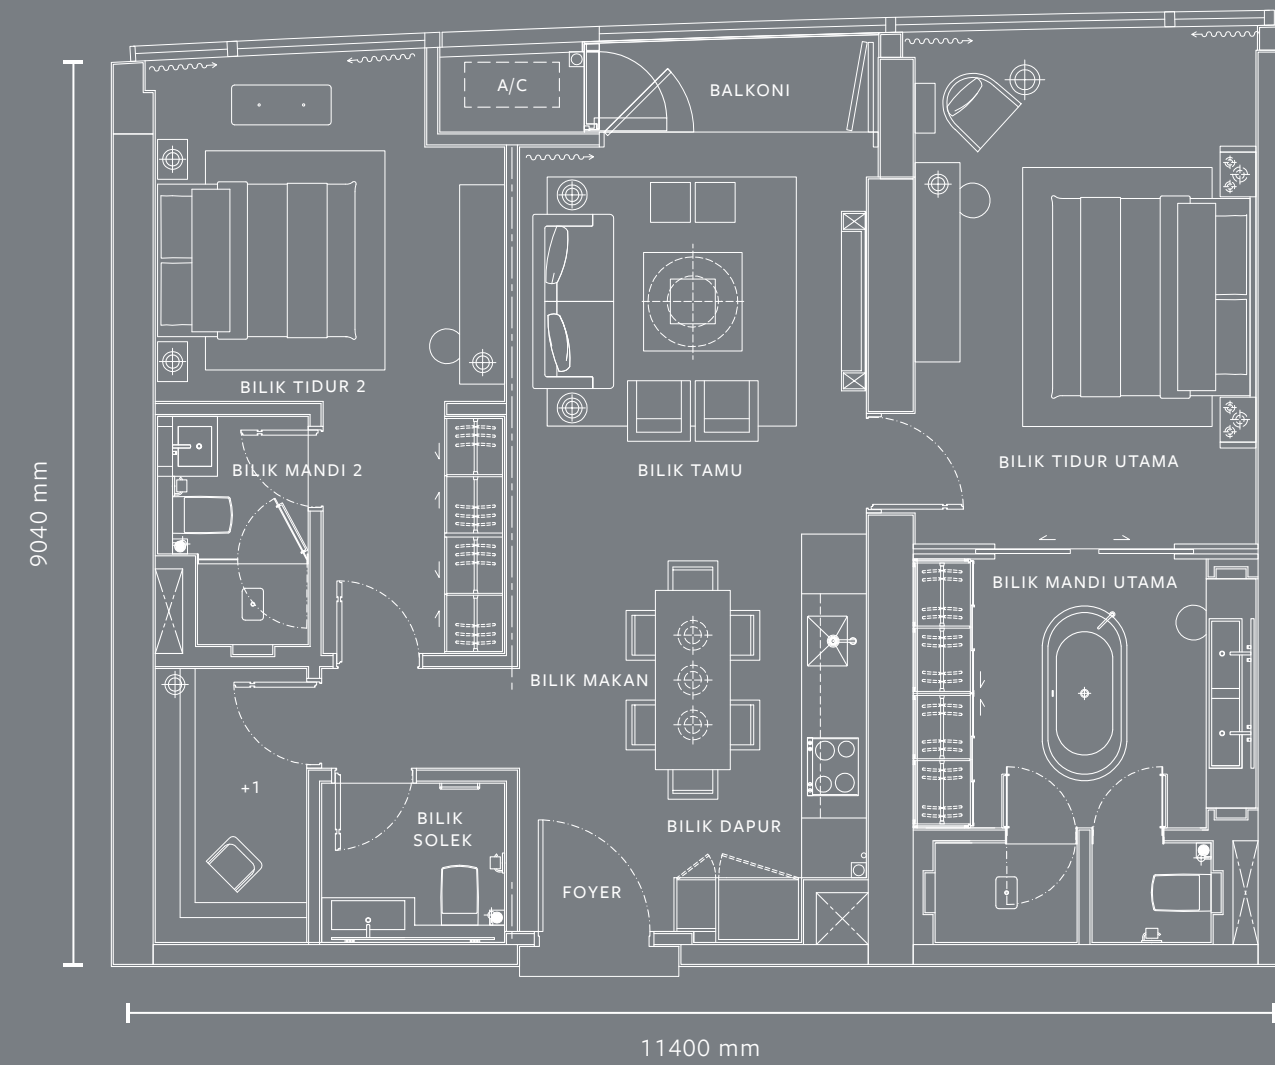 A/C
BALKONI
BILIK TIDUR 2
BILIK MANDI 2
BILIK TAMU
BILIK TIDUR UTAMA
BILIK MANDI UTAMA
9040 mm
BILIK MAKAN
+1
BILIK
SOLEK
BILIK DAPUR
FOYER
11400 mm